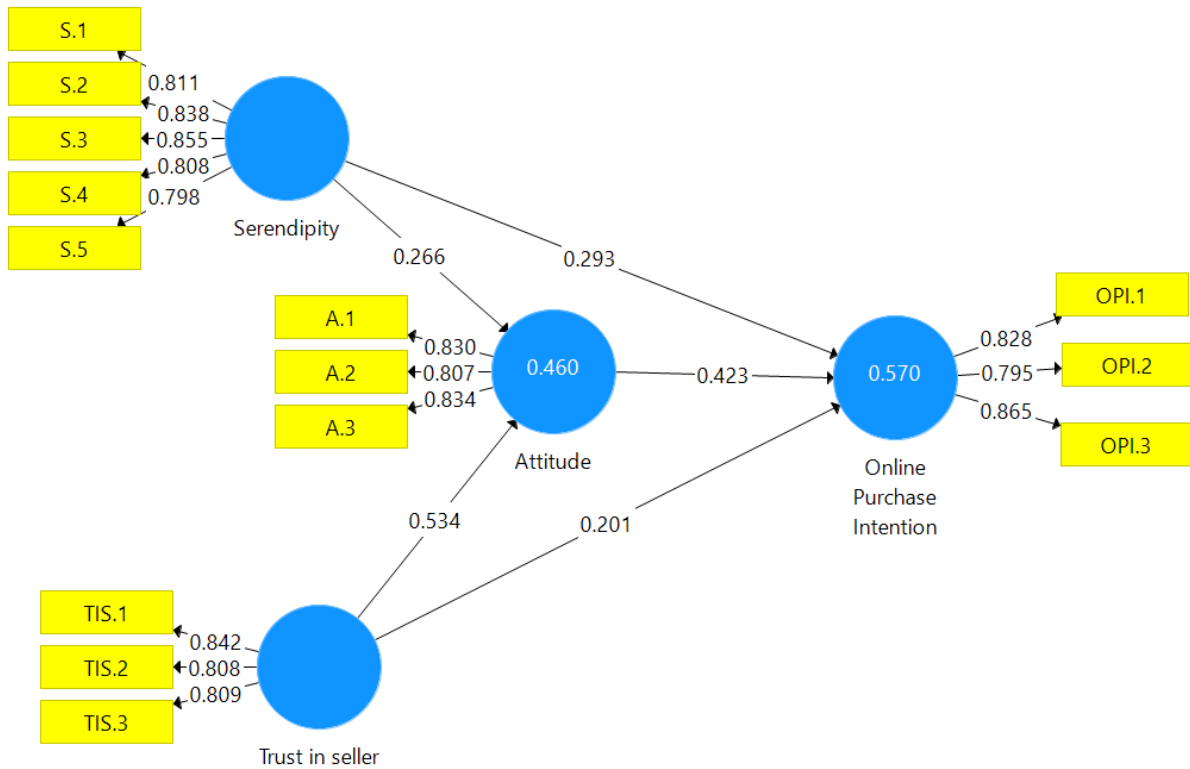 S.1
0.811
S.2
0.838
S.3
0.855
S.4
0.808
0.798
S.5
Serendipity
0.266
0.293
A.1
0.830
A.2
0.807
A.3
0.834
0.460
Attitude
0.423
0.570
Online
Purchase
Intention
OPI.1
0.828
OPI.2
0.795
OPI.3
0.865
0.534
0.201
TIS.1
0.842
TIS.2
0.808
TIS.3
0.809
Trust in seller